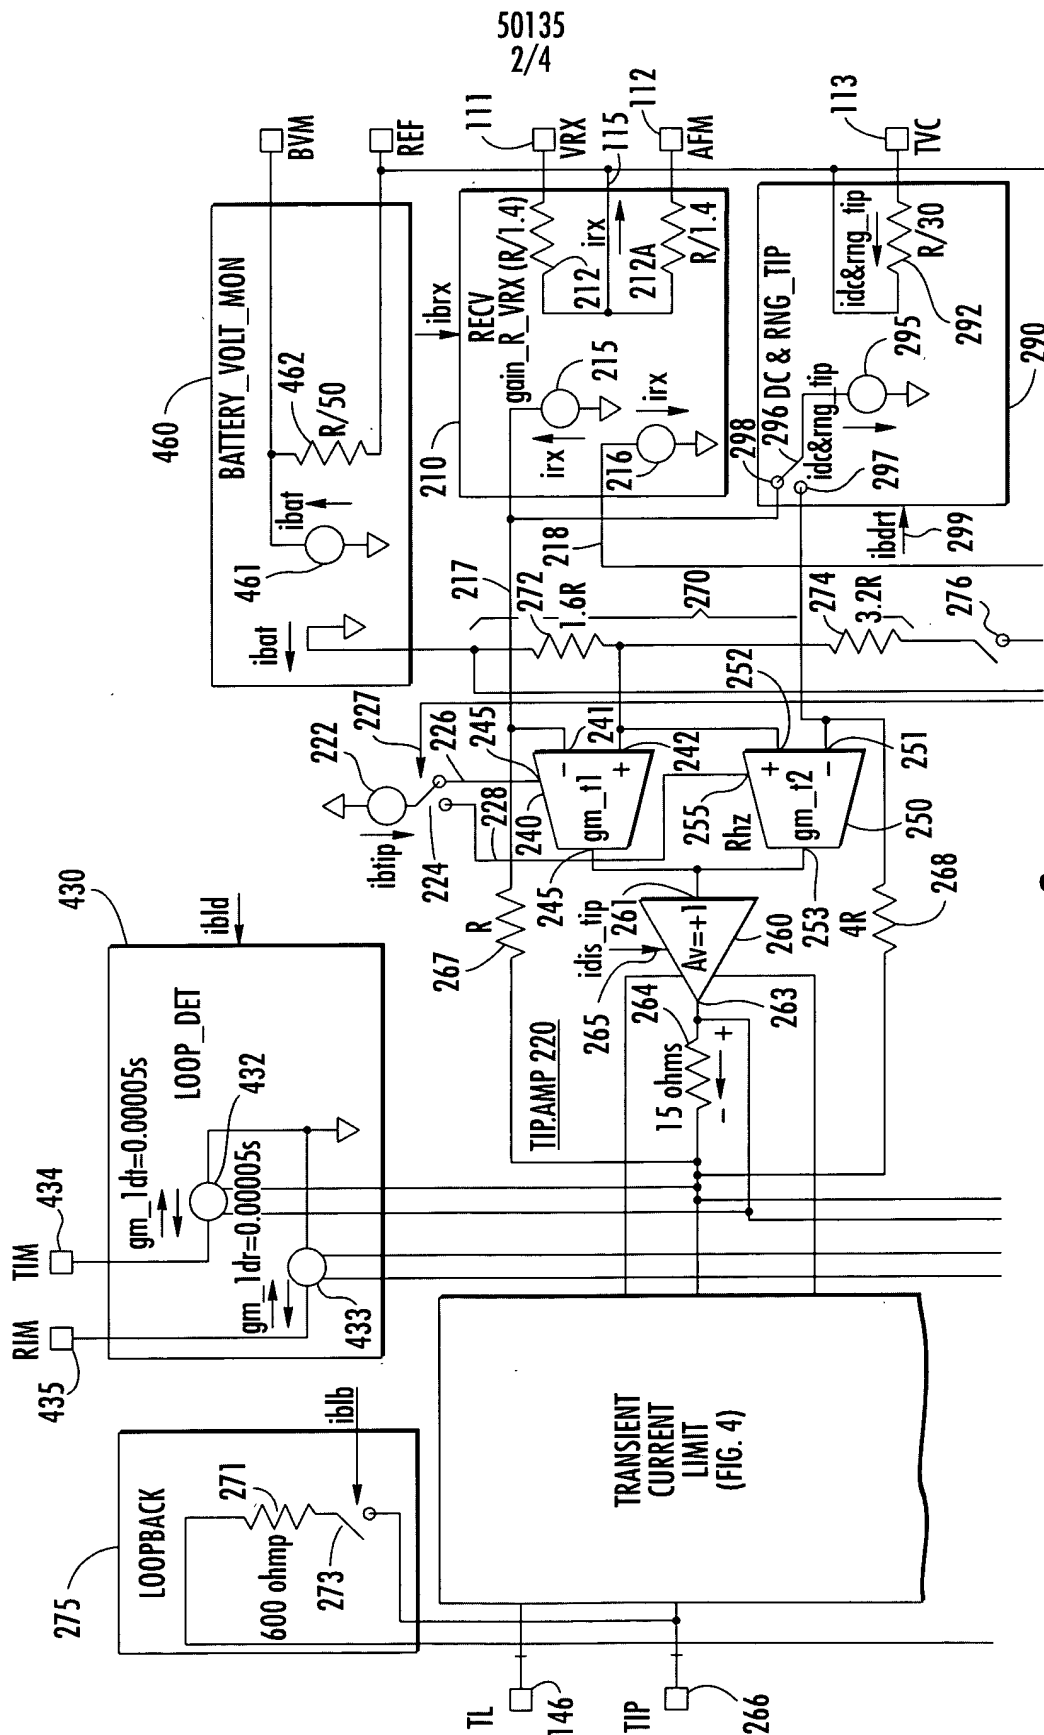 50135
2/4
BVM
REF
111
VRX
112
115
AFM
113
TVC
460
BATTERY_VOLT_MON
462
R/50
ibat
461
ibat
ibrx
210
RECV
gain_R_VRX (R/1.4)
212
irx
212A
R/1.4
215
irx
irx
216
218
298
296
DC & RNG_TIP
idc&rng_tip
idc&rng_tip
R/30
292
295
297
290
ibdrt
299
217
272
1.6R
270
274
3.2R
276
222
227
226
245
241
242
252
251
ibtip
224
228
240
gm_t1
-
+
255
Rhz
gm_t2
+
-
250
245
253
268
4R
R
267
idis_tip
261
Av=+1
260
265
264
263
TIP.AMP 220
15 ohms
-
+
430
ibld
LOOP_DET
gm_1dt=0.00005s
432
gm_1dr=0.00005s
433
TIM
434
RIM
435
275
LOOPBACK
271
600 ohmp
273
iblb
TRANSIENT
CURRENT
LIMIT
(FIG. 4)
TL
146
TIP
266